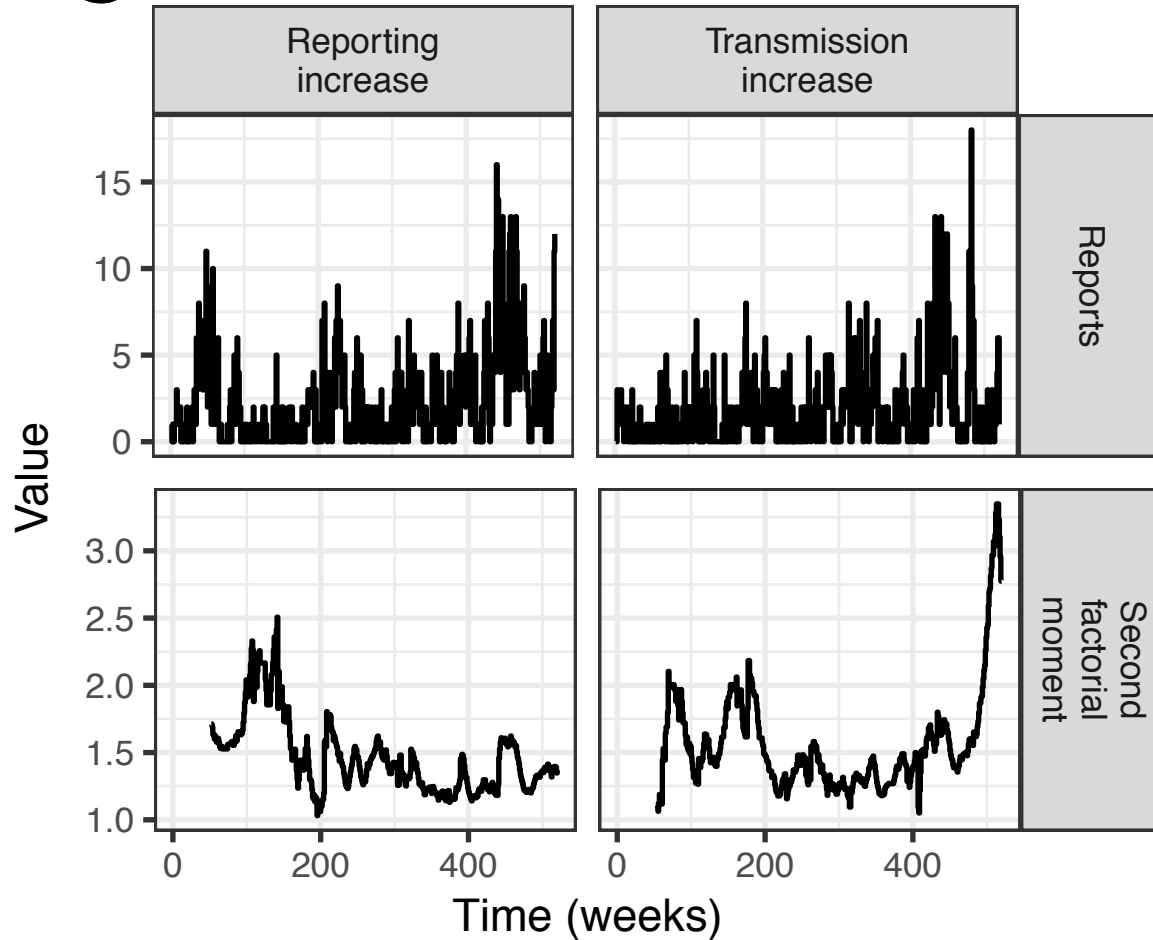 Reporting
increase
Transmission
increase
Reports
15
10
5
0
Value
Second
factorial
moment
3.0
2.5
2.0
1.5
1.0
0 200 400
0 200 400
Time (weeks)